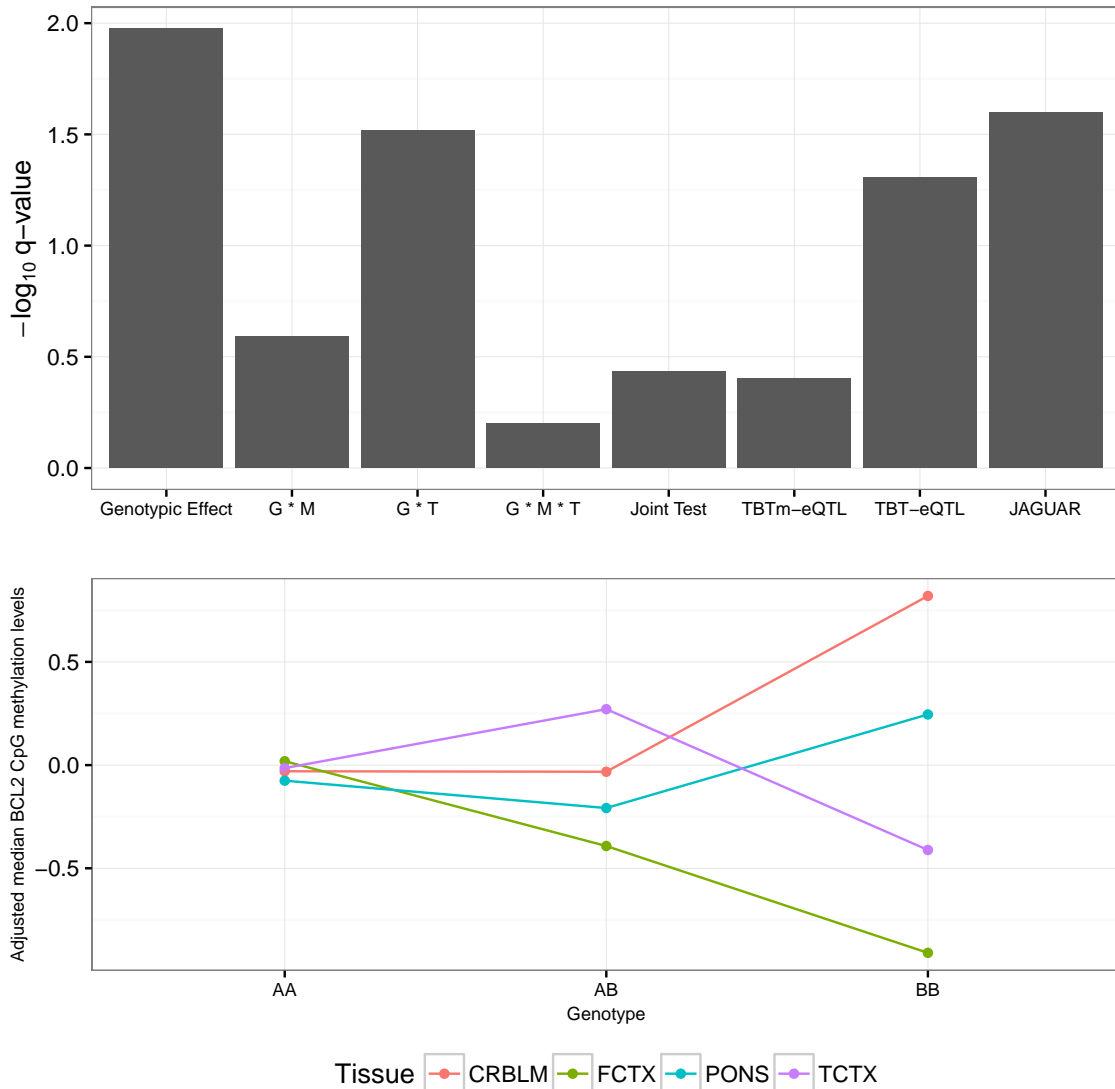 −log10 q−value
2.0
1.5
1.0
0.5
0.0
Genotypic Effect G * M G * T G * M * T Joint Test TBTm−eQTL TBT−eQTL JAGUAR
Adjusted median BCL2 CpG methylation levels
0.5
0.0
−0.5
AA AB BB
Genotype
Tissue CRBLM FCTX PONS TCTX